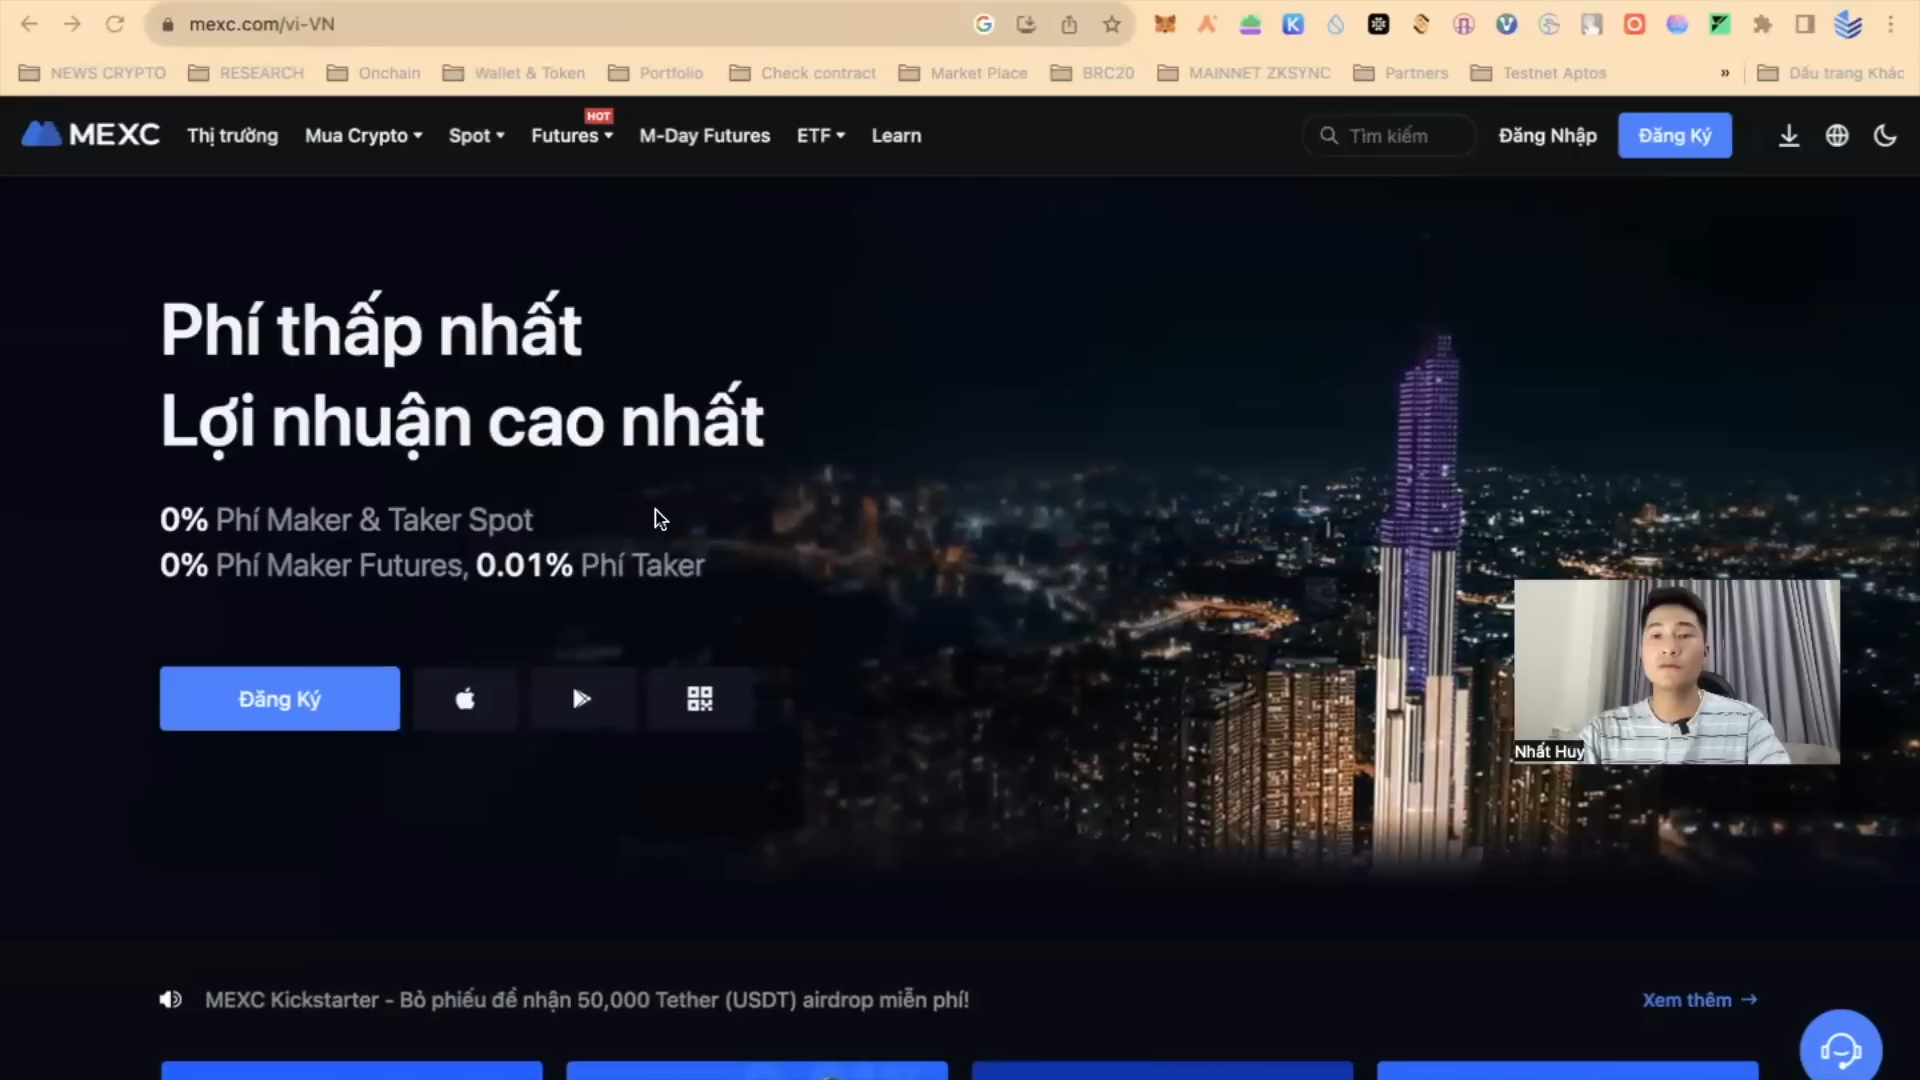 mexc.com/vi-VN
NEWS CRYPTO RESEARCH Onchain Wallet & Token Portfolio Check contract Market Place BRC20 MAINNET ZKSYNC Partners Testnet Aptos » Dấu trang Khác
HOT
MEXC Thị trường Mua Crypto Spot Futures M-Day Futures ETF Learn Tìm kiếm Đăng Nhập Đăng Ký
Phí thấp nhất
Lợi nhuận cao nhất
0% Phí Maker & Taker Spot
0% Phí Maker Futures, 0.01% Phí Taker
Đăng Ký
Nhất Huy
MEXC Kickstarter - Bỏ phiếu để nhận 50,000 Tether (USDT) airdrop miễn phí! Xem thêm →